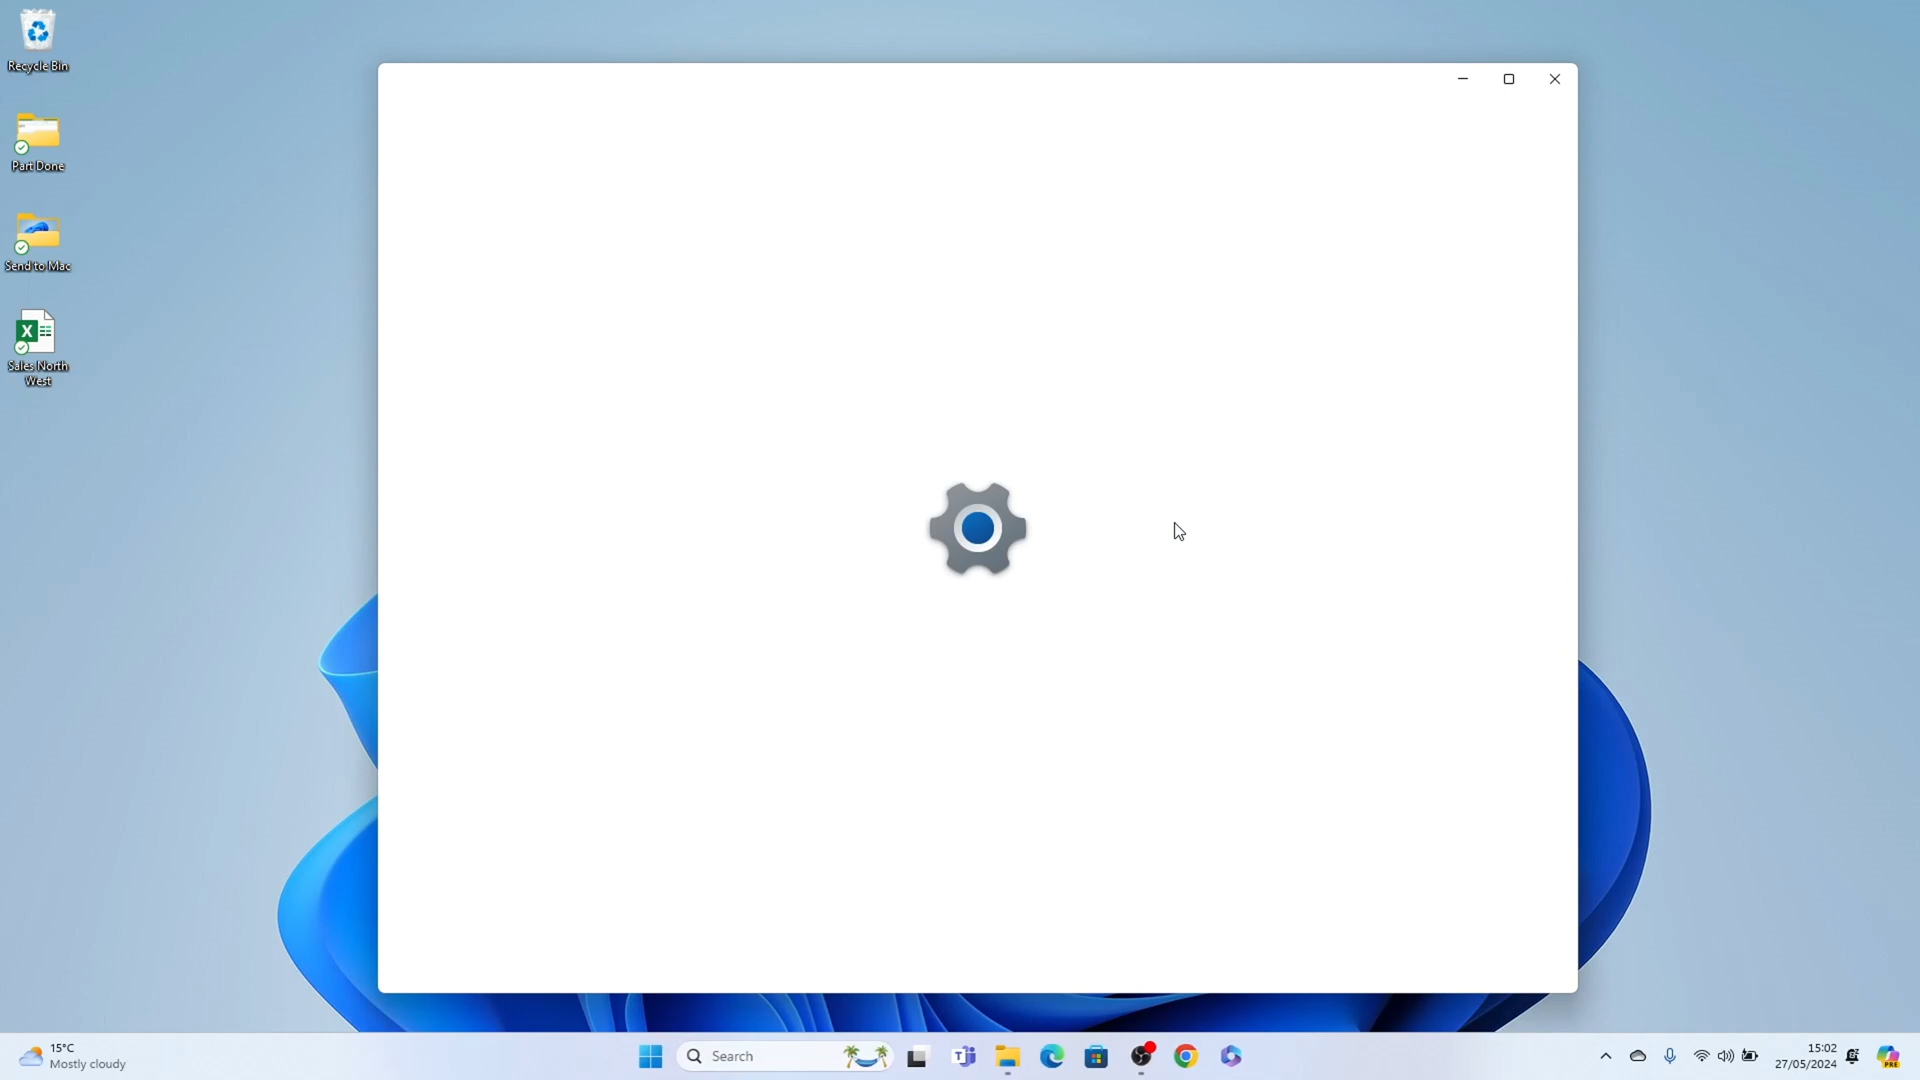 Recycle Bin
Part Done
Send to Mac
Sales North
West
15°C
Mostly cloudy
Search
15:02
27/05/2024
PRE